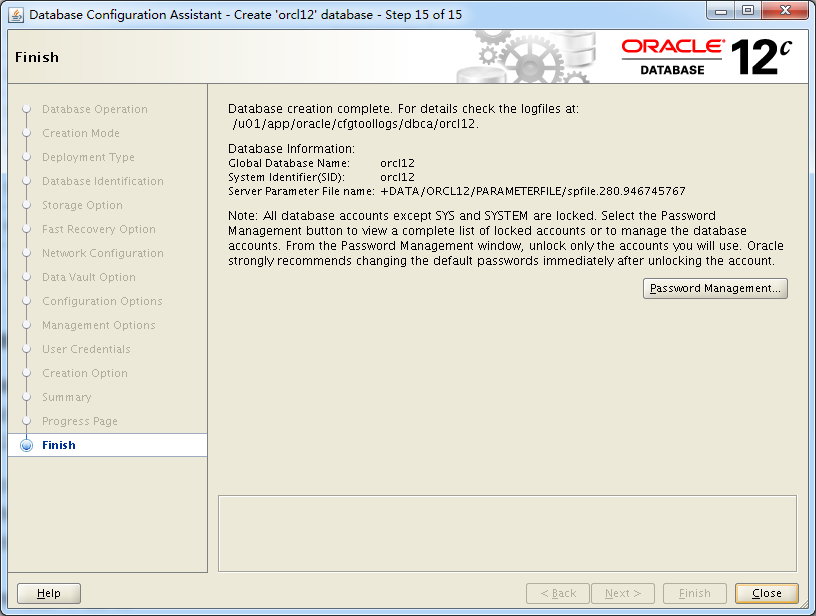 Database Configuration Assistant - Create 'orcl12' database - Step 15 of 15
Finish
ORACLE®
DATABASE
12c
Database Operation
Creation Mode
Deployment Type
Database Identification
Storage Option
Fast Recovery Option
Network Configuration
Data Vault Option
Configuration Options
Management Options
User Credentials
Creation Option
Summary
Progress Page
Finish
Database creation complete. For details check the logfiles at:
/u01/app/oracle/cfgtoollogs/dbca/orcl12.
Database Information:
Global Database Name: orcl12
System Identifier(SID): orcl12
Server Parameter File name: +DATA/ORCL12/PARAMETERFILE/spfile.280.946745767
Note: All database accounts except SYS and SYSTEM are locked. Select the Password
Management button to view a complete list of locked accounts or to manage the database
accounts. From the Password Management window, unlock only the accounts you will use. Oracle
strongly recommends changing the default passwords immediately after unlocking the account.
Password Management...
Help
< Back
Next >
Finish
Close